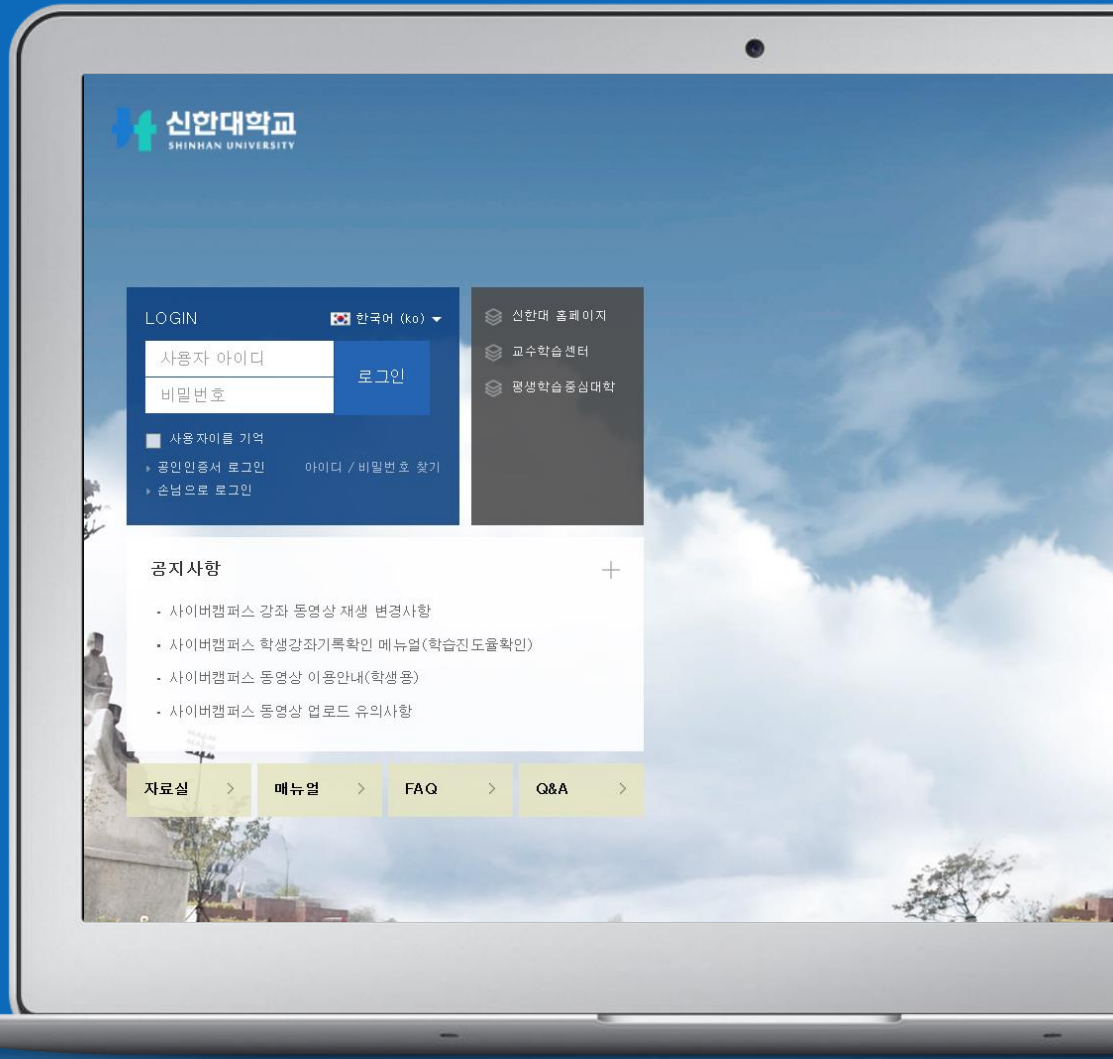 신한대학교
SHINHAN UNIVERSITY
LOGIN
한국어 (ko)
사용자 아이디
비밀번호
로그인
사용자이름 기억
공인인증서 로그인
아이디 / 비밀번호 찾기
손님으로 로그인
신한대 홈페이지
교수학습센터
평생학습중심대학
공지사항
• 사이버캠퍼스 강좌 동영상 재생 변경사항
• 사이버캠퍼스 학생강좌기록확인 메뉴얼(학습진도율확인)
• 사이버캠퍼스 동영상 이용안내(학생용)
• 사이버캠퍼스 동영상 업로드 유의사항
자료실 > 매뉴얼 > FAQ > Q&A >